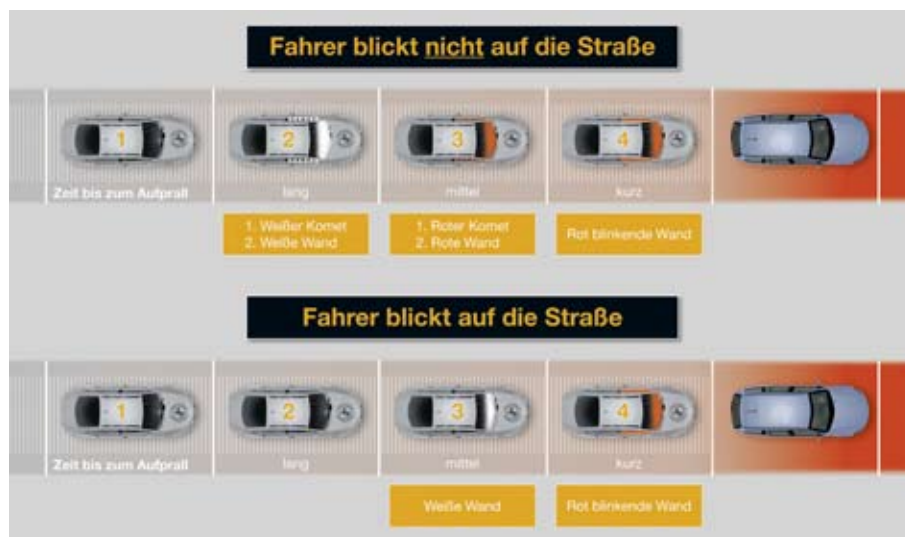 Fahrer blickt nicht auf die Straße
1
2
3
4
Zeit bis zum Aufprall
lang
mittel
kurz
1. Weißer Komet
2. Weiße Wand
1. Roter Komet
2. Rote Wand
Rot blinkende Wand
Fahrer blickt auf die Straße
1
2
3
4
Zeit bis zum Aufprall
lang
mittel
kurz
Weiße Wand
Rot blinkende Wand